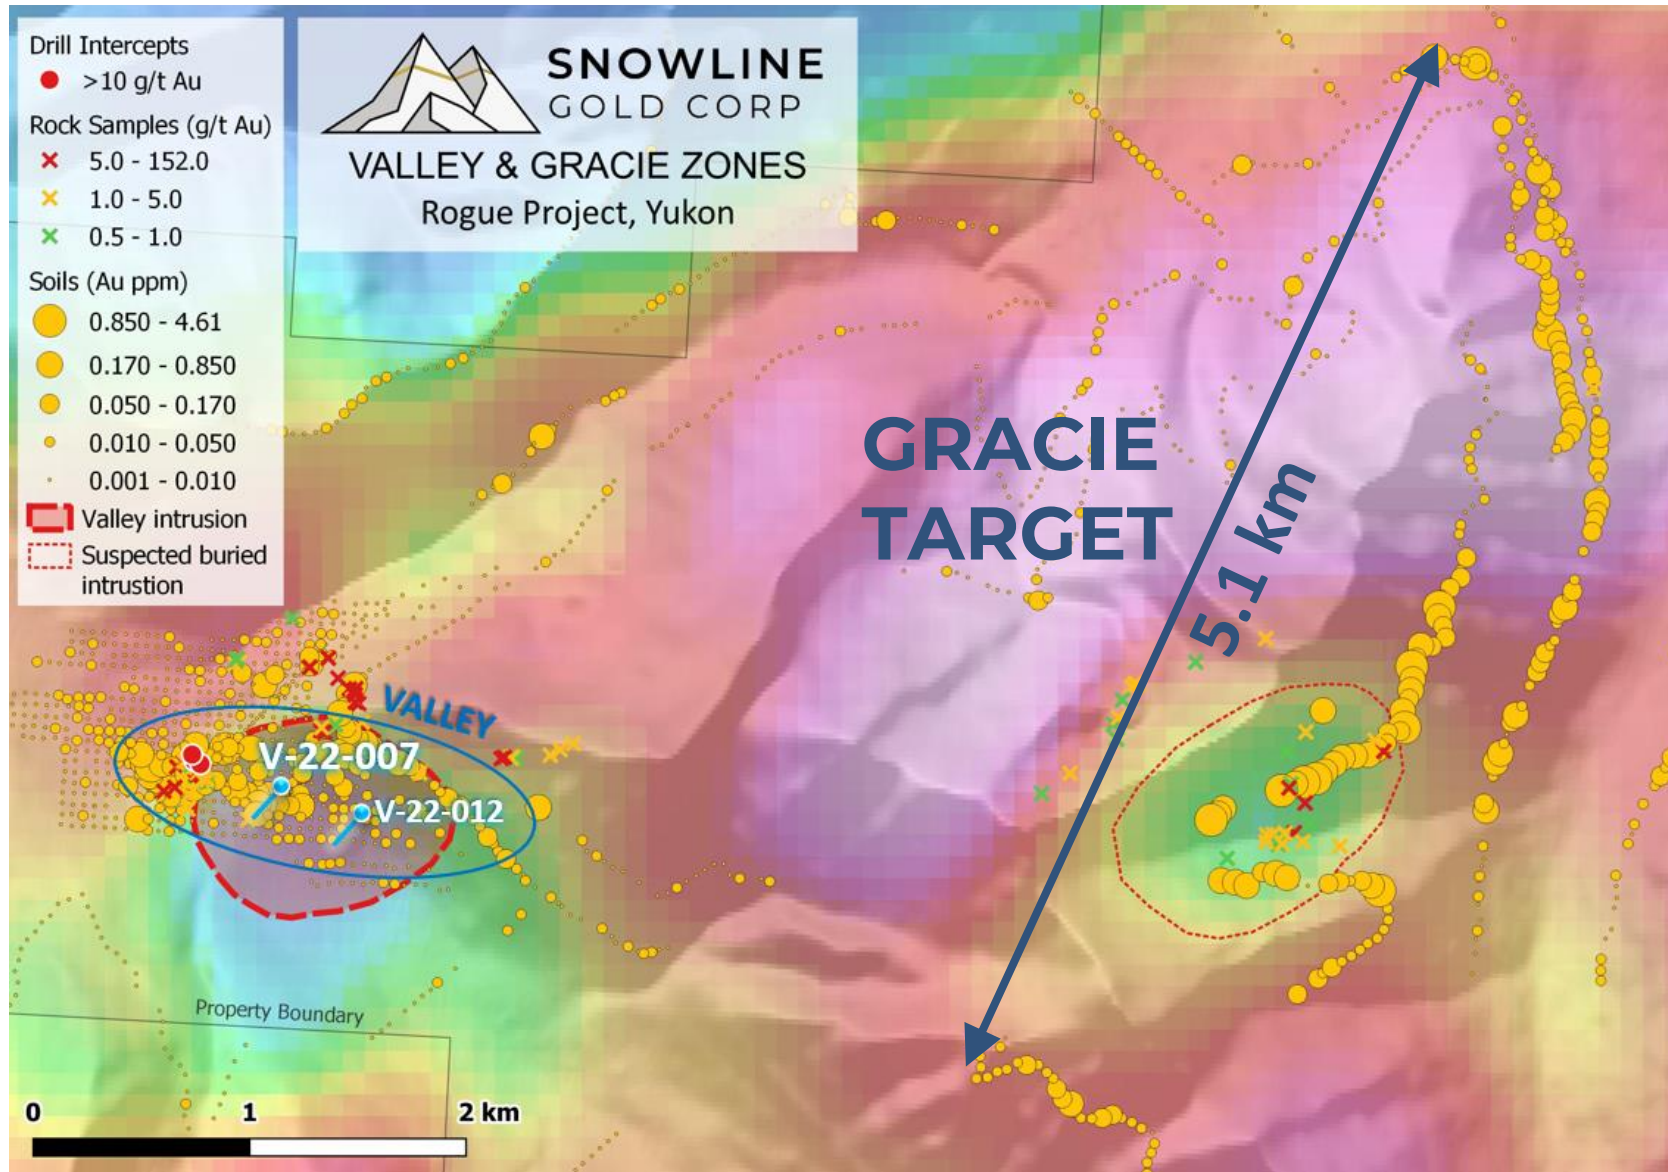 Drill Intercepts
>10 g/t Au
Rock Samples (g/t Au)
5.0 - 152.0
1.0 - 5.0
0.5 - 1.0
Soils (Au ppm)
0.850 - 4.61
0.170 - 0.850
0.050 - 0.170
0.010 - 0.050
0.001 - 0.010
Valley intrusion
Suspected buried
intrustion
SNOWLINE
GOLD CORP
VALLEY & GRACIE ZONES
Rogue Project, Yukon
GRACIE
TARGET
5.1 km
VALLEY
V-22-007
V-22-012
Property Boundary
0 1 2 km